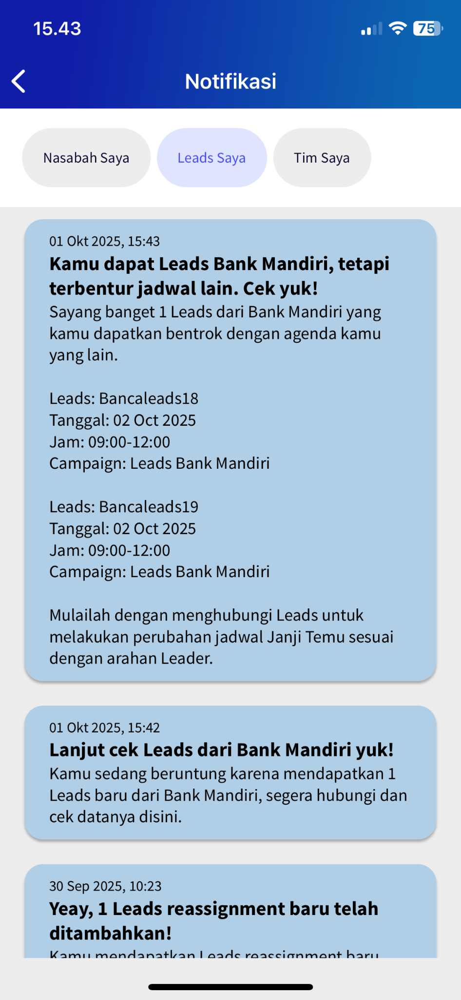 15.43
75
Notifikasi
Nasabah Saya
Leads Saya
Tim Saya
01 Okt 2025, 15:43
Kamu dapat Leads Bank Mandiri, tetapi
terbentur jadwal lain. Cek yuk!
Sayang banget 1 Leads dari Bank Mandiri yang
kamu dapatkan bentrok dengan agenda kamu
yang lain.
Leads: Bancaleads18
Tanggal: 02 Oct 2025
Jam: 09:00-12:00
Campaign: Leads Bank Mandiri
Leads: Bancaleads19
Tanggal: 02 Oct 2025
Jam: 09:00-12:00
Campaign: Leads Bank Mandiri
Mulailah dengan menghubungi Leads untuk
melakukan perubahan jadwal Janji Temu sesuai
dengan arahan Leader.
01 Okt 2025, 15:42
Lanjut cek Leads dari Bank Mandiri yuk!
Kamu sedang beruntung karena mendapatkan 1
Leads baru dari Bank Mandiri, segera hubungi dan
cek datanya disini.
30 Sep 2025, 10:23
Yeay, 1 Leads reassignment baru telah
ditambahkan!
Kamu mendapatkan Leads reassignment baru